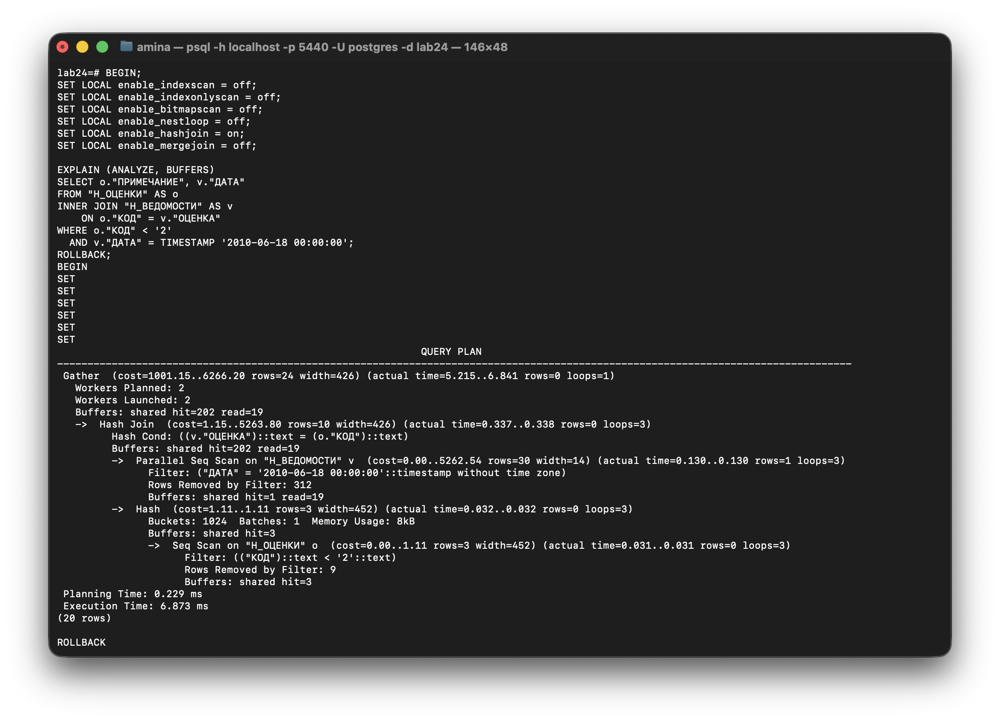 amina — psql -h localhost -p 5440 -U postgres -d lab24 — 146×48
lab24=# BEGIN;
SET LOCAL enable_indexscan = off;
SET LOCAL enable_indexonlyscan = off;
SET LOCAL enable_bitmapscan = off;
SET LOCAL enable_nestloop = off;
SET LOCAL enable_hashjoin = on;
SET LOCAL enable_mergejoin = off;
EXPLAIN (ANALYZE, BUFFERS)
SELECT o."ПРИМЕЧАНИЕ", v."ДАТА"
FROM "Н_ОЦЕНКИ" AS o
INNER JOIN "Н_ВЕДОМОСТИ" AS v
    ON o."КОД" = v."ОЦЕНКА"
WHERE o."КОД" < '2'
  AND v."ДАТА" = TIMESTAMP '2010-06-18 00:00:00';
ROLLBACK;
BEGIN
SET
SET
SET
SET
SET
SET
QUERY PLAN
-----------------------------------------------------------------------------------------------------------------------------------
 Gather  (cost=1001.15..6266.20 rows=24 width=426) (actual time=5.215..6.841 rows=0 loops=1)
   Workers Planned: 2
   Workers Launched: 2
   Buffers: shared hit=202 read=19
   ->  Hash Join  (cost=1.15..5263.80 rows=10 width=426) (actual time=0.337..0.338 rows=0 loops=3)
         Hash Cond: ((v."ОЦЕНКА")::text = (o."КОД")::text)
         Buffers: shared hit=202 read=19
         ->  Parallel Seq Scan on "Н_ВЕДОМОСТИ" v  (cost=0.00..5262.54 rows=30 width=14) (actual time=0.130..0.130 rows=1 loops=3)
               Filter: ("ДАТА" = '2010-06-18 00:00:00'::timestamp without time zone)
               Rows Removed by Filter: 312
               Buffers: shared hit=1 read=19
         ->  Hash  (cost=1.11..1.11 rows=3 width=452) (actual time=0.032..0.032 rows=0 loops=3)
               Buckets: 1024  Batches: 1  Memory Usage: 8kB
               Buffers: shared hit=3
               ->  Seq Scan on "Н_ОЦЕНКИ" o  (cost=0.00..1.11 rows=3 width=452) (actual time=0.031..0.031 rows=0 loops=3)
                     Filter: (("КОД")::text < '2'::text)
                     Rows Removed by Filter: 9
                     Buffers: shared hit=3
 Planning Time: 0.229 ms
 Execution Time: 6.873 ms
(20 rows)
ROLLBACK